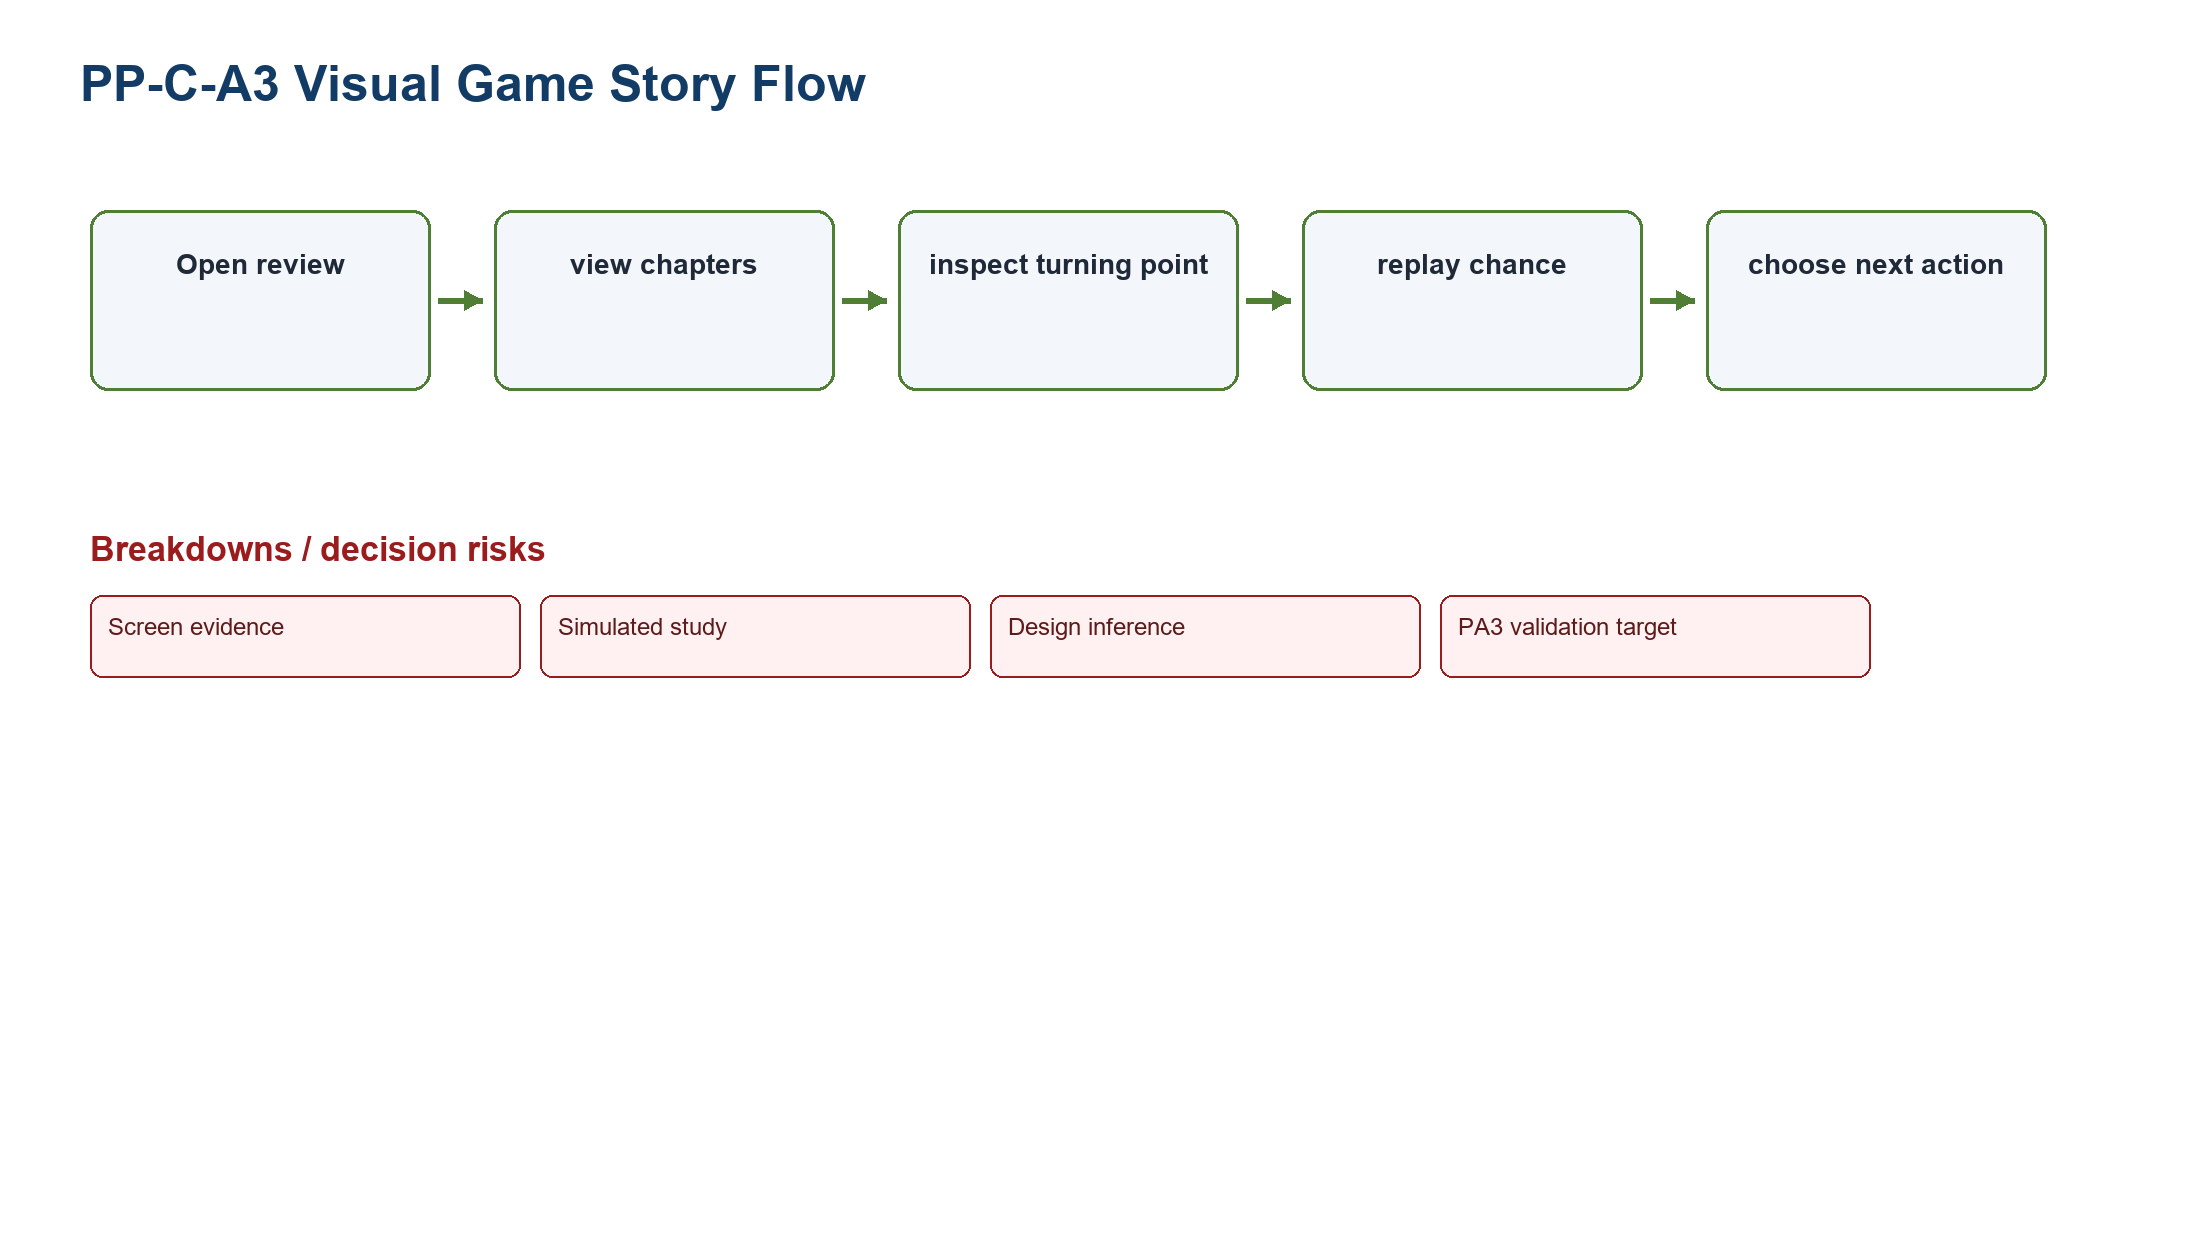 PP-C-A3 Visual Game Story Flow
Open review
view chapters
inspect turning point
replay chance
choose next action
Breakdowns / decision risks
Screen evidence
Simulated study
Design inference
PA3 validation target